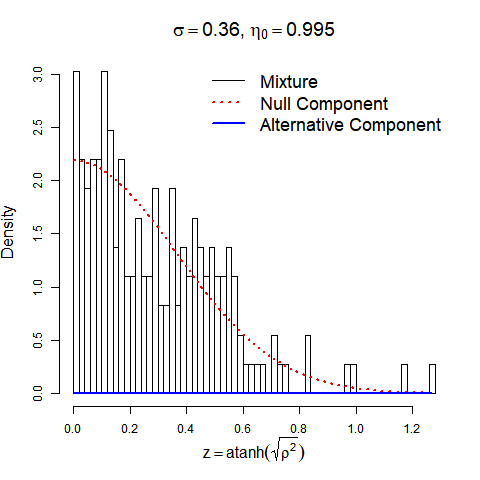 σ = 0.36, η₀ = 0.995
Mixture
Null Component
Alternative Component
Density
3.0
2.5
2.0
1.5
1.0
0.5
0.0
0.0 0.2 0.4 0.6 0.8 1.0 1.2
z = atanh(√ρ²)